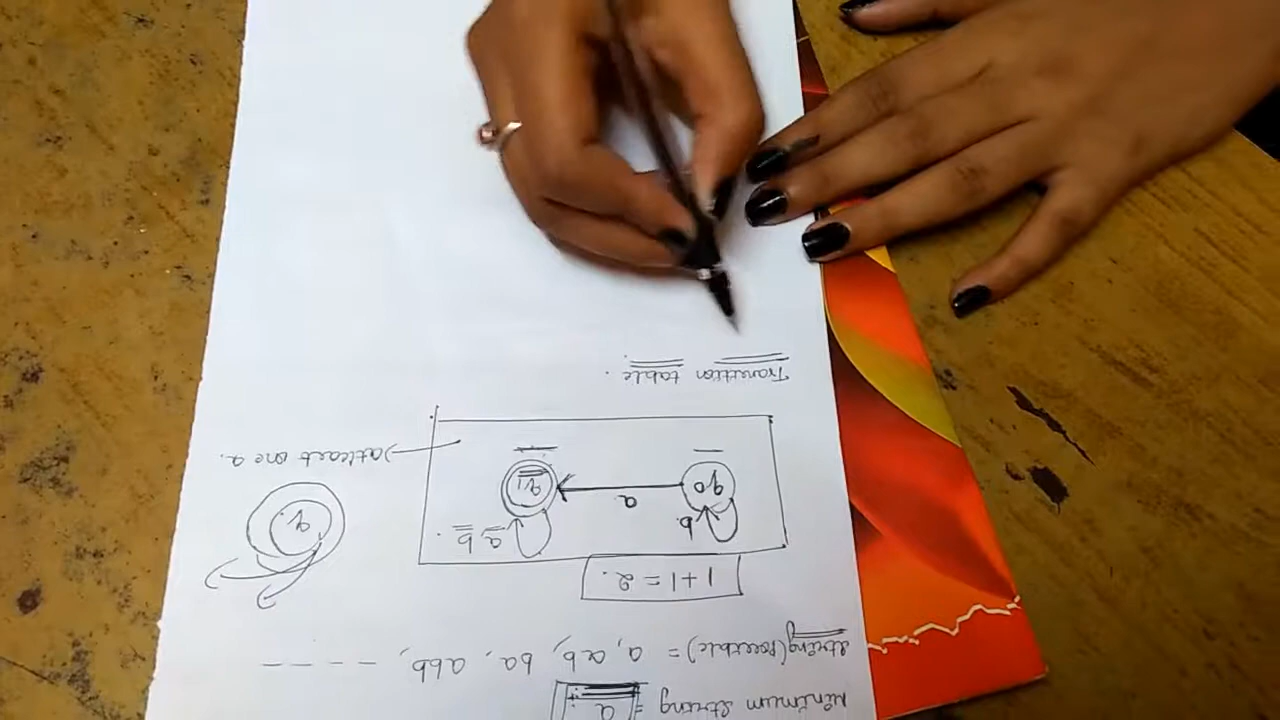 Minimum string = a
string (possible) = a, ab, ba, abb, - - - -
1+1=2.
b a, b.
q0 a q1 q.
atleast one a.
Transition table.